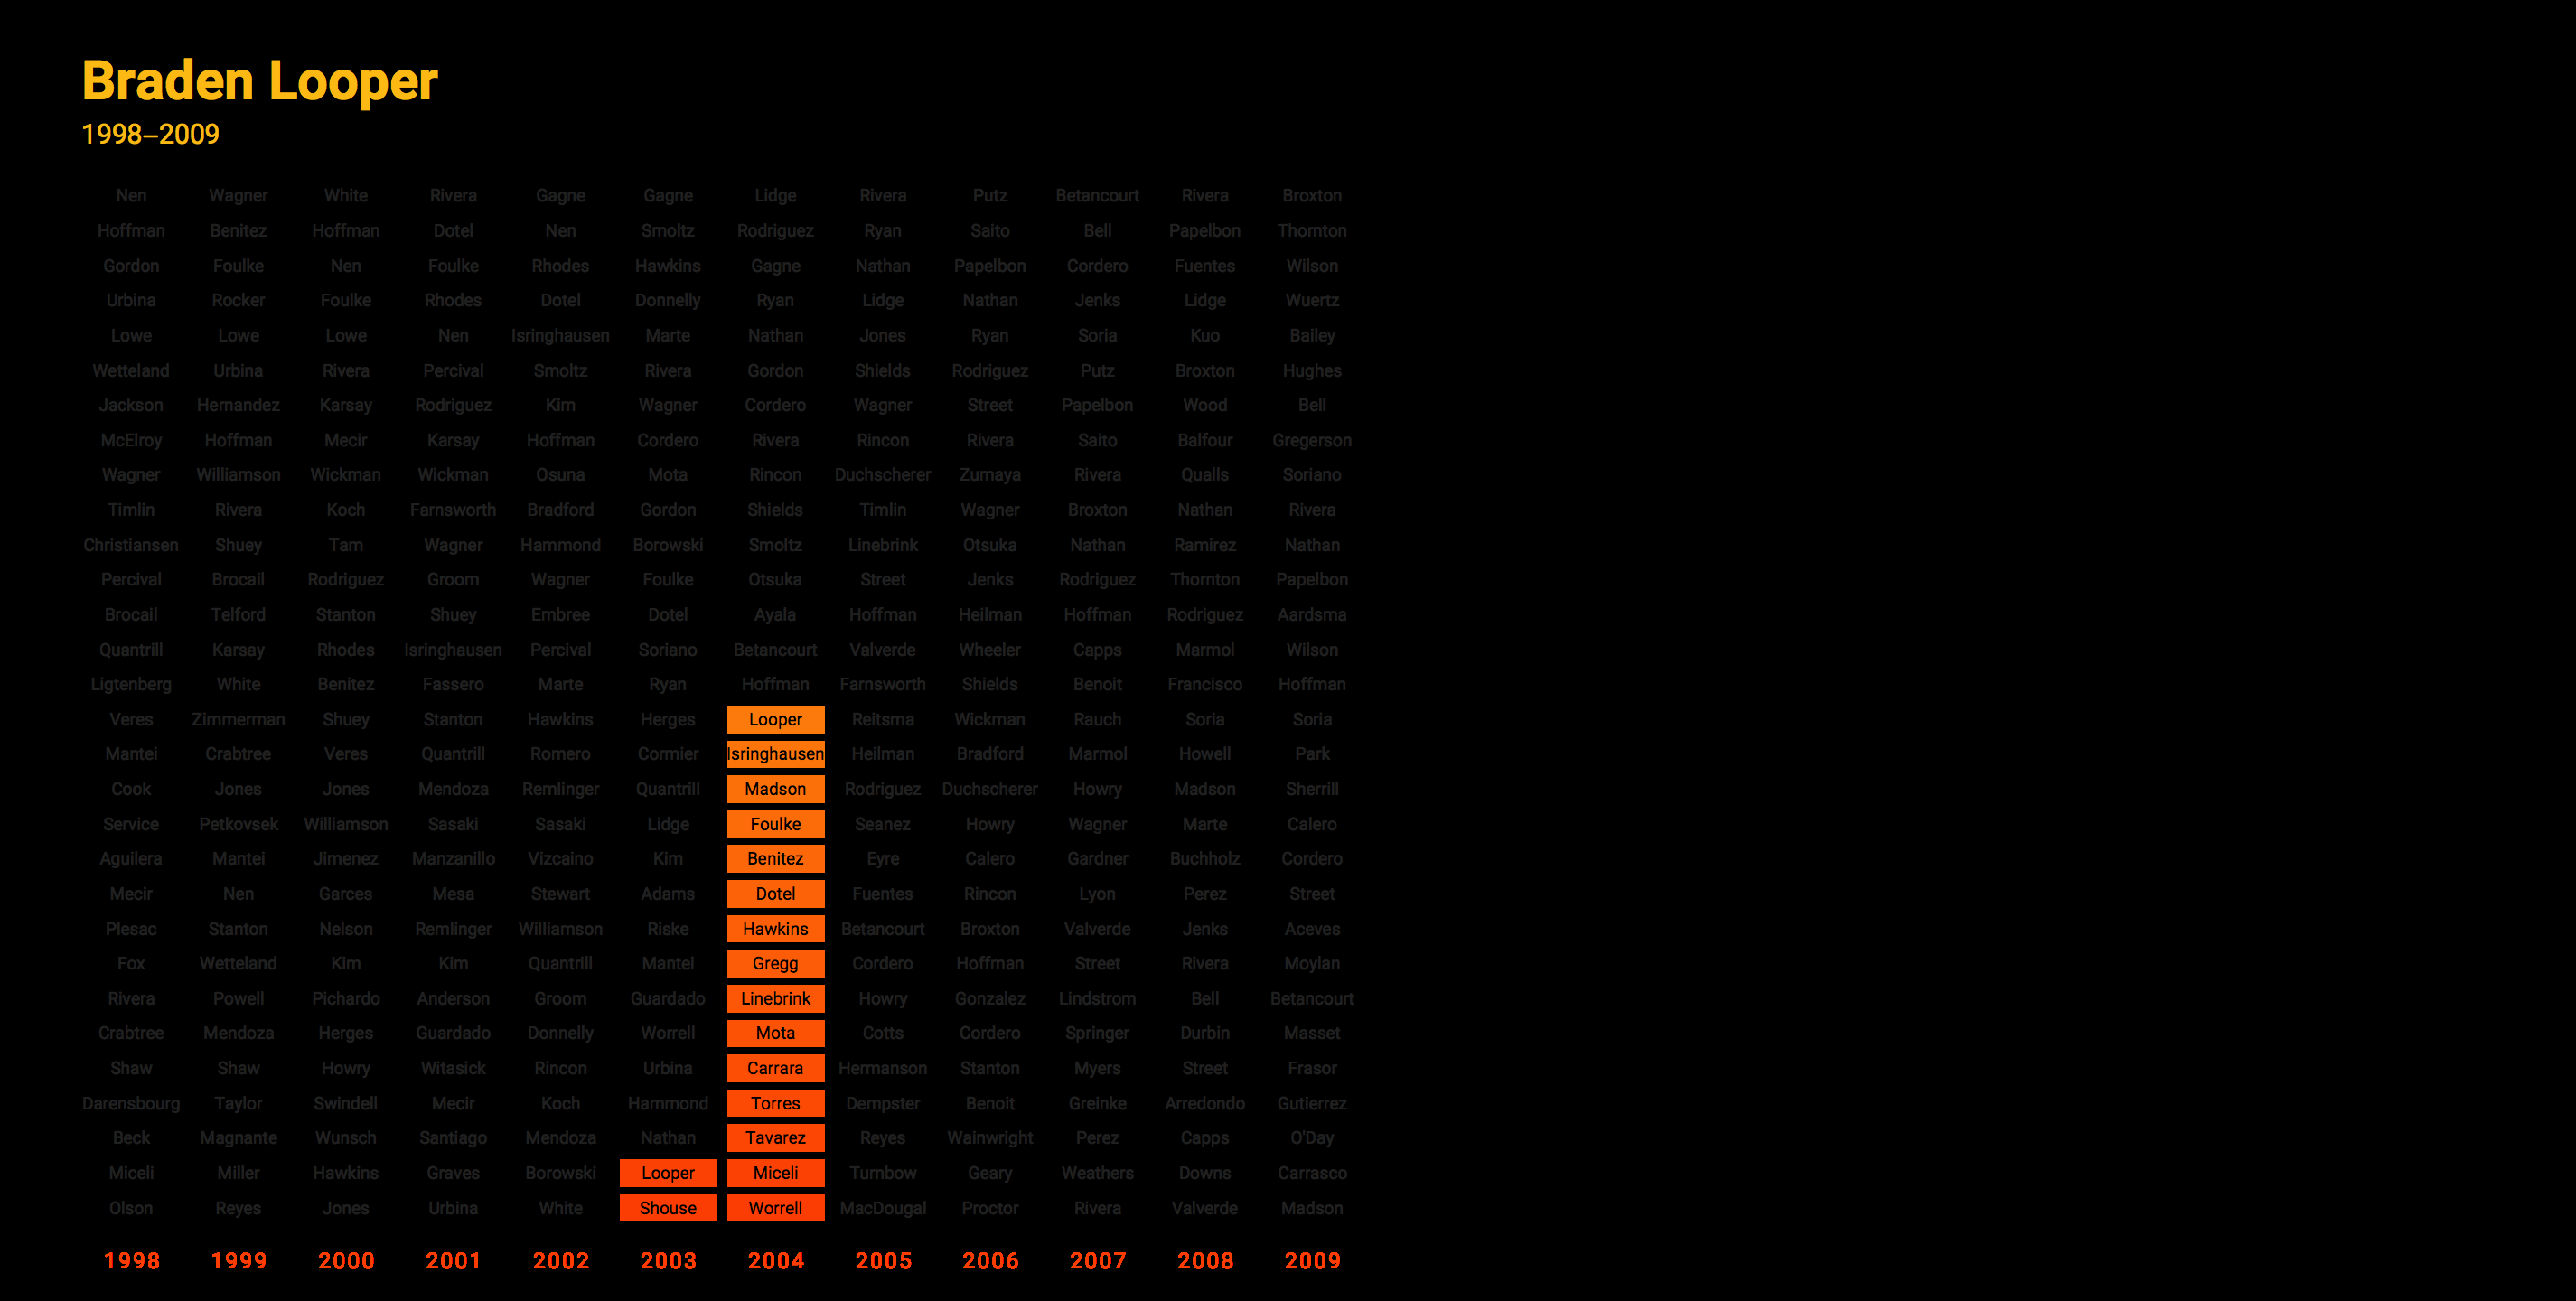 Braden Looper
1998–2009
Nen Wagner White Rivera Gagne Gagne Lidge Rivera Putz Betancourt Rivera Broxton
Hoffman Benitez Hoffman Dotel Nen Smoltz Rodriguez Ryan Saito Bell Papelbon Thornton
Gordon Foulke Nen Foulke Rhodes Hawkins Gagne Nathan Papelbon Cordero Fuentes Wilson
Urbina Rocker Foulke Rhodes Dotel Donnelly Ryan Lidge Nathan Jenks Lidge Wuertz
Lowe Lowe Lowe Nen Isringhausen Marte Nathan Jones Ryan Soria Kuo Bailey
Wetteland Urbina Rivera Percival Smoltz Rivera Gordon Shields Rodriguez Putz Broxton Hughes
Jackson Hernandez Karsay Rodriguez Kim Wagner Cordero Wagner Street Papelbon Wood Bell
McElroy Hoffman Mecir Karsay Hoffman Cordero Rivera Rincon Rivera Saito Balfour Gregerson
Wagner Williamson Wickman Wickman Osuna Mota Rincon Duchscherer Zumaya Rivera Qualls Soriano
Timlin Rivera Koch Farnsworth Bradford Gordon Shields Timlin Wagner Broxton Nathan Rivera
Christiansen Shuey Tam Wagner Hammond Borowski Smoltz Linebrink Otsuka Nathan Ramirez Nathan
Percival Brocail Rodriguez Groom Wagner Foulke Otsuka Street Jenks Rodriguez Thornton Papelbon
Brocail Telford Stanton Shuey Embree Dotel Ayala Hoffman Heilman Hoffman Rodriguez Aardsma
Quantrill Karsay Rhodes Isringhausen Percival Soriano Betancourt Valverde Wheeler Capps Marmol Wilson
Ligtenberg White Benitez Fassero Marte Ryan Hoffman Farnsworth Shields Benoit Francisco Hoffman
Veres Zimmerman Shuey Stanton Hawkins Herges Looper Reitsma Wickman Rauch Soria Soria
Mantei Crabtree Veres Quantrill Romero Cormier Isringhausen Heilman Bradford Marmol Howell Park
Cook Jones Jones Mendoza Remlinger Quantrill Madson Rodriguez Duchscherer Howry Madson Sherrill
Service Petkovsek Williamson Sasaki Sasaki Lidge Foulke Seanez Howry Wagner Marte Calero
Aguilera Mantei Jimenez Manzanillo Vizcaino Kim Benitez Eyre Calero Gardner Buchholz Cordero
Mecir Nen Garces Mesa Stewart Adams Dotel Fuentes Rincon Lyon Perez Street
Plesac Stanton Nelson Remlinger Williamson Riske Hawkins Betancourt Broxton Valverde Jenks Aceves
Fox Wetteland Kim Kim Quantrill Mantei Gregg Cordero Hoffman Street Rivera Moylan
Rivera Powell Pichardo Anderson Groom Guardado Linebrink Howry Gonzalez Lindstrom Bell Betancourt
Crabtree Mendoza Herges Guardado Donnelly Worrell Mota Cotts Cordero Springer Durbin Masset
Shaw Shaw Howry Witasick Rincon Urbina Carrara Hermanson Stanton Myers Street Frasor
Darensbourg Taylor Swindell Mecir Koch Hammond Torres Dempster Benoit Greinke Arredondo Gutierrez
Beck Magnante Wunsch Santiago Mendoza Nathan Tavarez Reyes Wainwright Perez Capps O'Day
Miceli Miller Hawkins Graves Borowski Looper Miceli Turnbow Geary Weathers Downs Carrasco
Olson Reyes Jones Urbina White Shouse Worrell MacDougal Proctor Rivera Valverde Madson
1998 1999 2000 2001 2002 2003 2004 2005 2006 2007 2008 2009